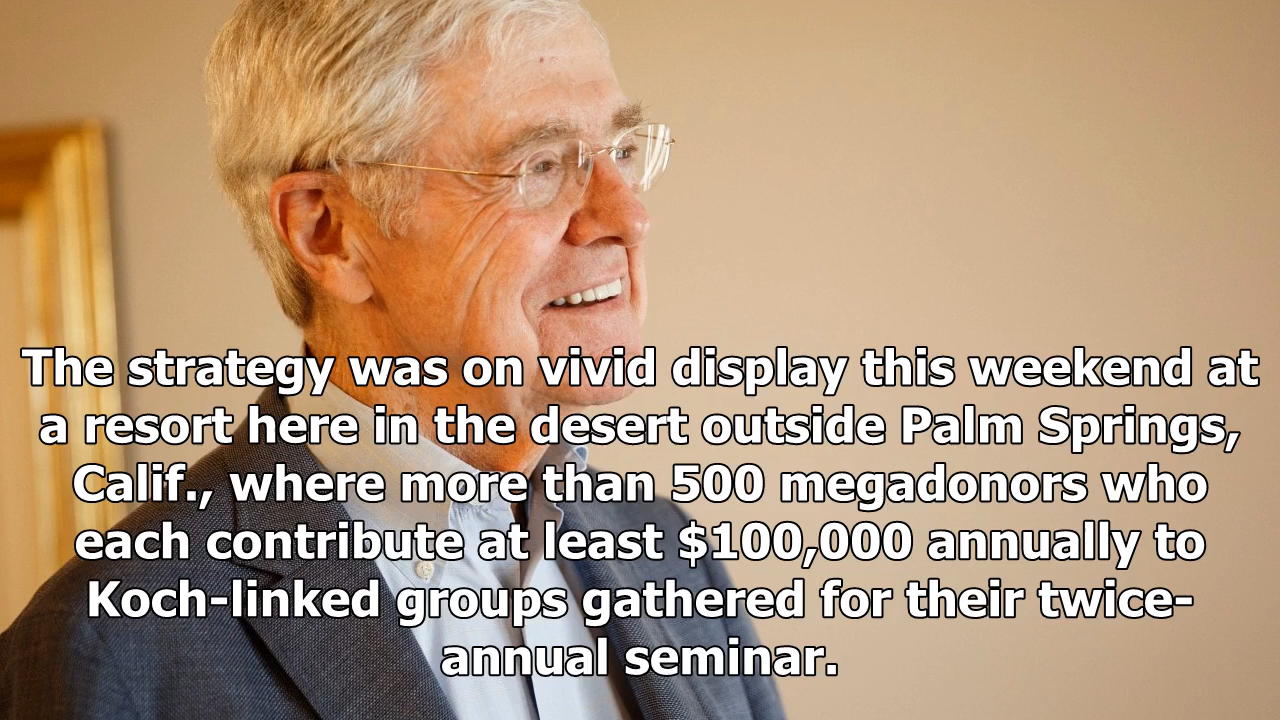 The strategy was on vivid display this weekend at
a resort here in the desert outside Palm Springs,
Calif., where more than 500 megadonors who
each contribute at least $100,000 annually to
Koch-linked groups gathered for their twice-
annual seminar.